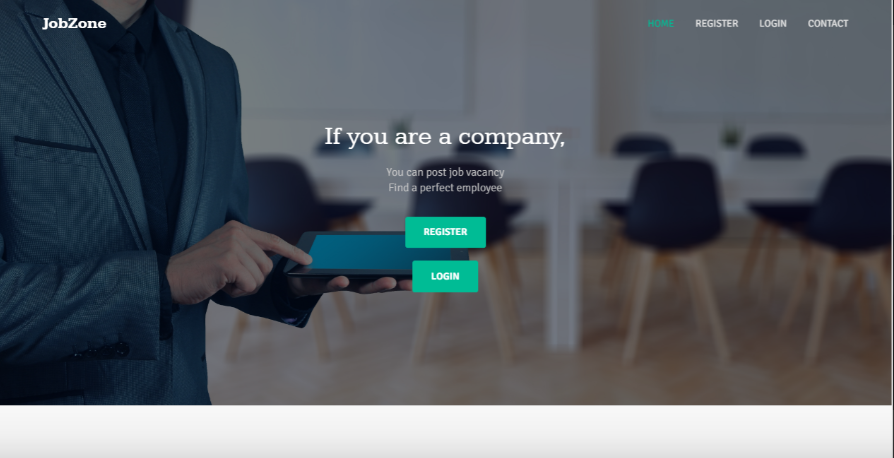 JobZone
HOME REGISTER LOGIN CONTACT
If you are a company,
You can post job vacancy
Find a perfect employee
REGISTER
LOGIN